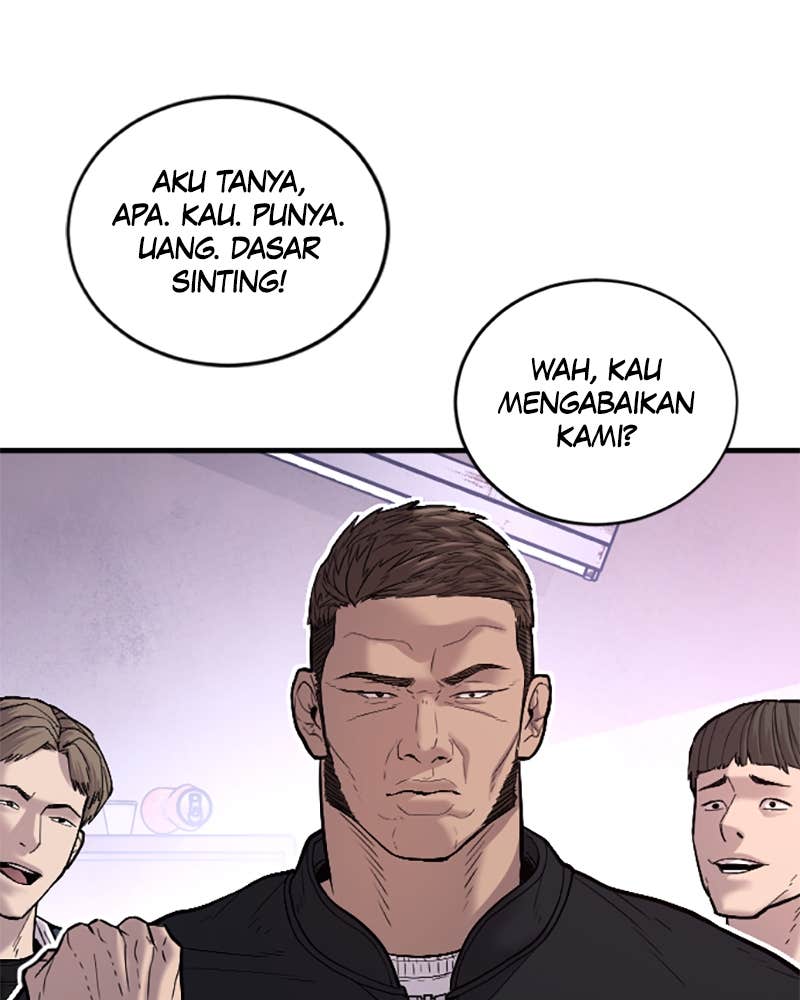 AKU TANYA,
APA. KAU. PUNYA.
UANG. DASAR
SINTING!
WAH, KAU
MENGABAIKAN
KAMI?